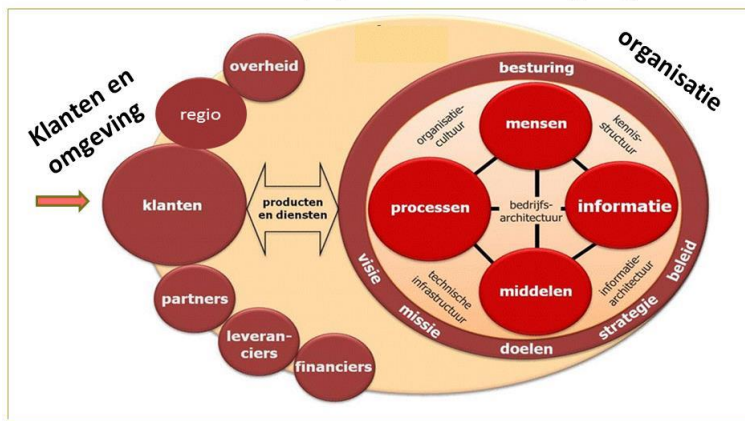 Klanten en
omgeving
organisatie
overheid
regio
klanten
partners
leveran-
ciers
financiers
producten
en diensten
besturing
organisatie-
cultuur
mensen
kennis-
structuur
processen
bedrijfs-
architectuur
informatie
technische
infrastructuur
middelen
informatie-
architectuur
visie
missie
doelen
strategie
beleid